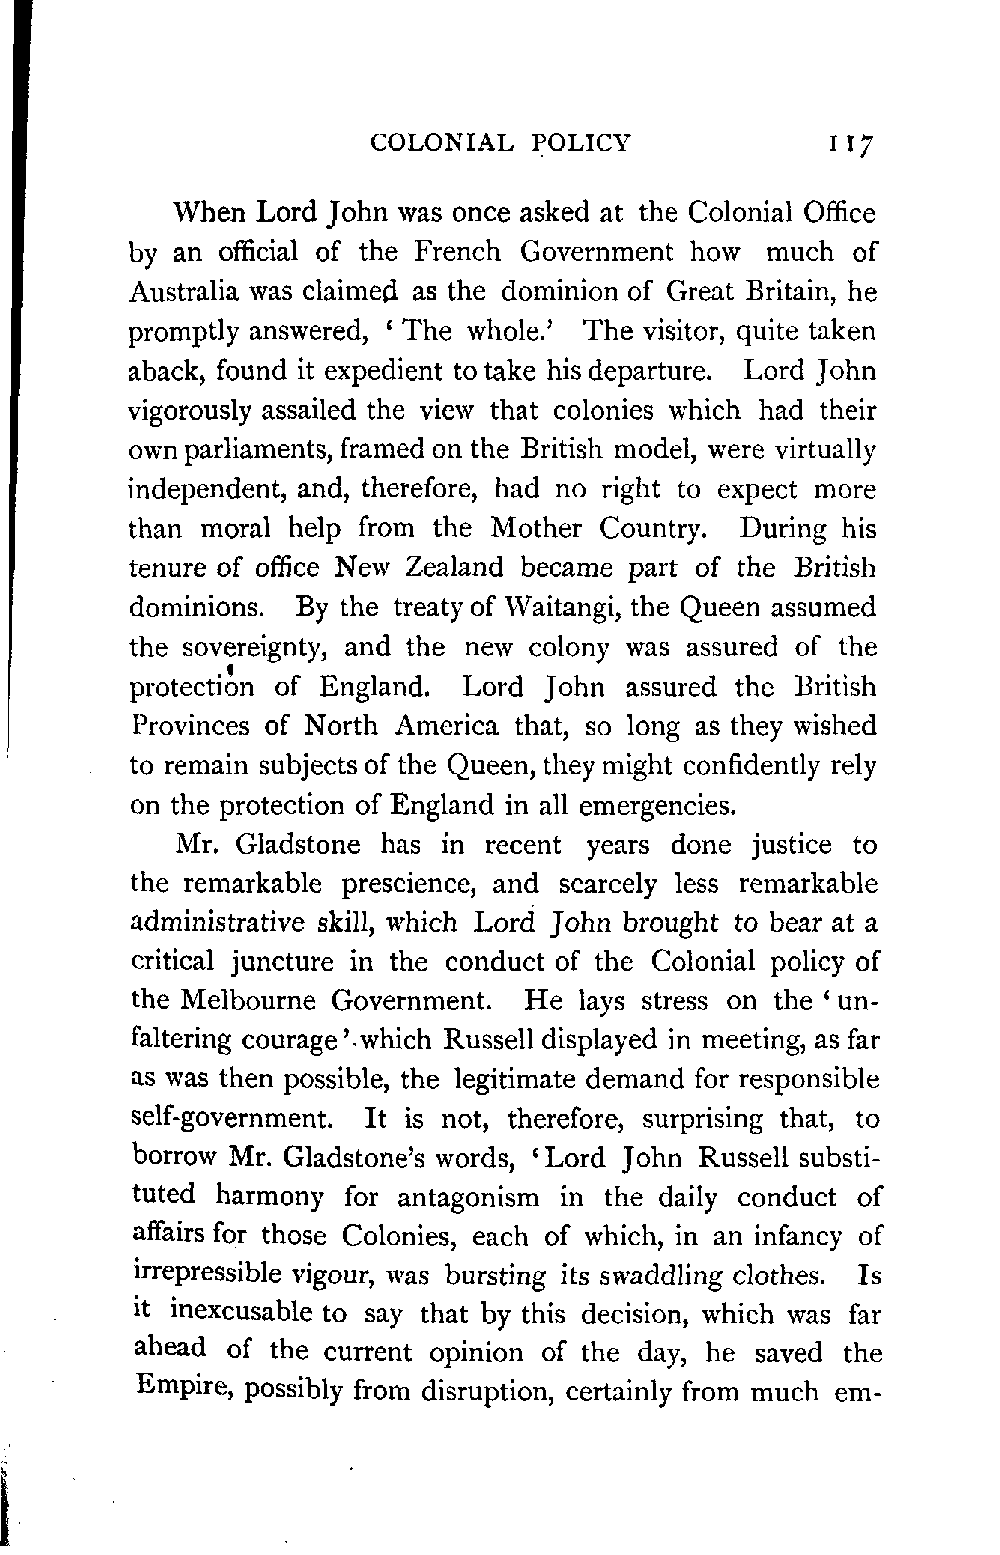 COLONIAL POLICY 117
When Lord John was once asked at the Colonial Office
by an official of the French Government how much of
Australia was claimed as the dominion of Great Britain, he
promptly answered, ‘ The whole.’ The visitor, quite taken
aback, found it expedient to take his departure. Lord John
vigorously assailed the view that colonies which had their
own parliaments, framed on the British model, were virtually
independent, and, therefore, had no right to expect more
than moral help from the Mother Country. During his
tenure of office New Zealand became part of the British
dominions. By the treaty of Waitangi, the Queen assumed
the sovereignty, and the new colony was assured of the
protection of England. Lord John assured the British
Provinces of North America that, so long as they wished
to remain subjects of the Queen, they might confidently rely
on the protection of England in all emergencies.
Mr. Gladstone has in recent years done justice to
the remarkable prescience, and scarcely less remarkable
administrative skill, which Lord John brought to bear at a
critical juncture in the conduct of the Colonial policy of
the Melbourne Government. He lays stress on the ‘ un-
faltering courage ’ which Russell displayed in meeting, as far
as was then possible, the legitimate demand for responsible
self-government. It is not, therefore, surprising that, to
borrow Mr. Gladstone’s words, ‘ Lord John Russell substi-
tuted harmony for antagonism in the daily conduct of
affairs for those Colonies, each of which, in an infancy of
irrepressible vigour, was bursting its swaddling clothes. Is
it inexcusable to say that by this decision, which was far
ahead of the current opinion of the day, he saved the
Empire, possibly from disruption, certainly from much em-